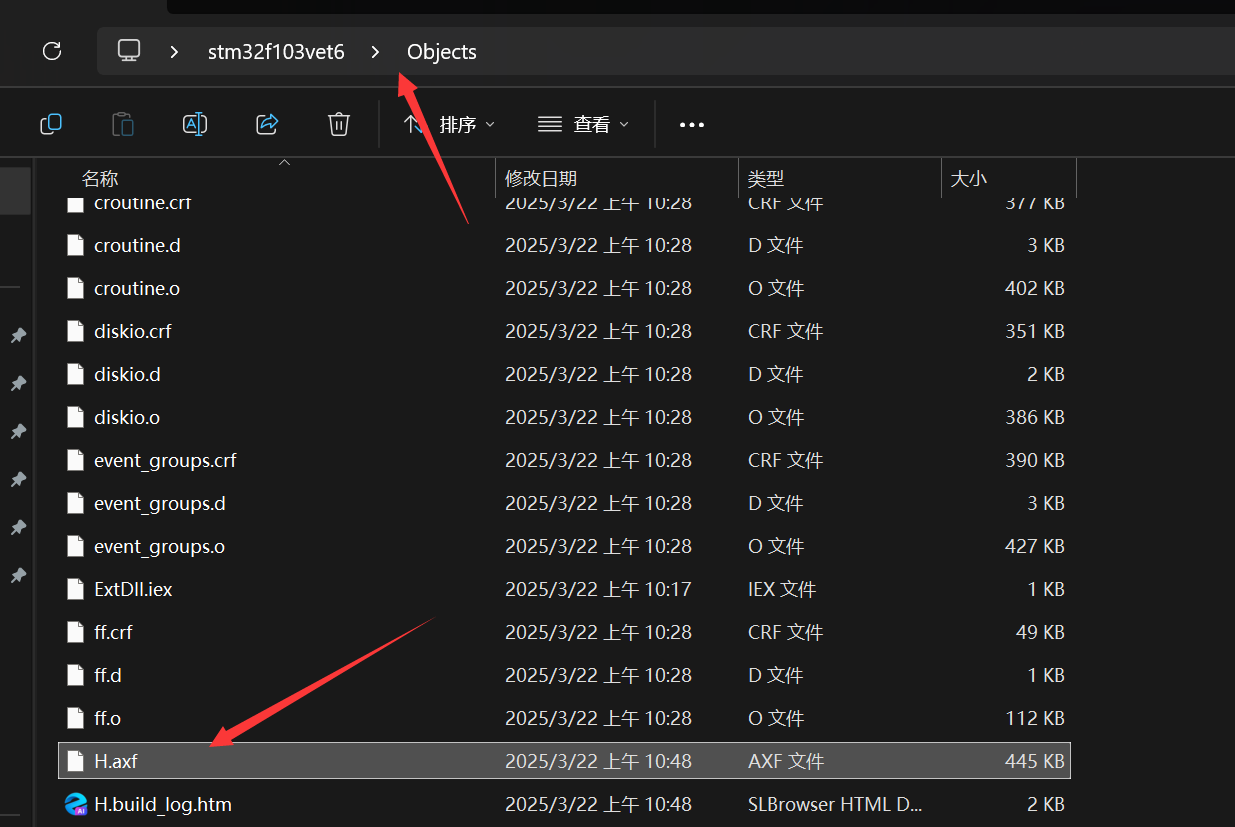 stm32f103vet6 > Objects
排序 查看
名称 修改日期 类型 大小
croutine.crf 2025/3/22 上午 10:28 CRF 文件 377 KB
croutine.d 2025/3/22 上午 10:28 D 文件 3 KB
croutine.o 2025/3/22 上午 10:28 O 文件 402 KB
diskio.crf 2025/3/22 上午 10:28 CRF 文件 351 KB
diskio.d 2025/3/22 上午 10:28 D 文件 2 KB
diskio.o 2025/3/22 上午 10:28 O 文件 386 KB
event_groups.crf 2025/3/22 上午 10:28 CRF 文件 390 KB
event_groups.d 2025/3/22 上午 10:28 D 文件 3 KB
event_groups.o 2025/3/22 上午 10:28 O 文件 427 KB
ExtDll.iex 2025/3/22 上午 10:17 IEX 文件 1 KB
ff.crf 2025/3/22 上午 10:28 CRF 文件 49 KB
ff.d 2025/3/22 上午 10:28 D 文件 1 KB
ff.o 2025/3/22 上午 10:28 O 文件 112 KB
H.axf 2025/3/22 上午 10:48 AXF 文件 445 KB
H.build_log.htm 2025/3/22 上午 10:48 SLBrowser HTML D... 2 KB